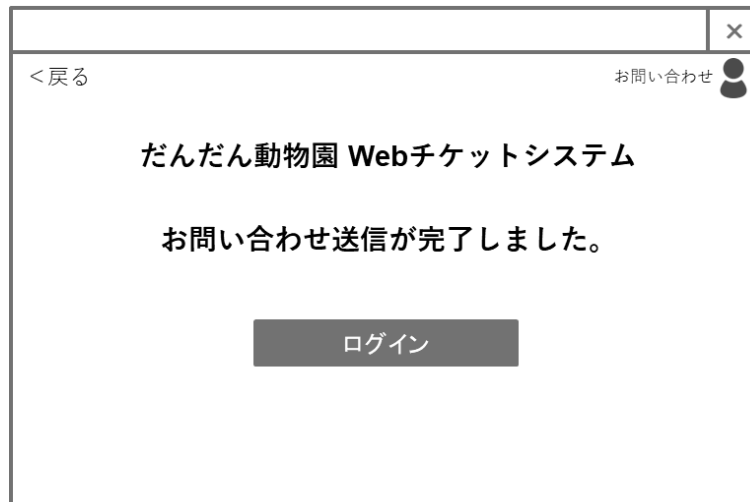 <戻る
お問い合わせ
だんだん動物園 Webチケットシステム
お問い合わせ送信が完了しました。
ログイン